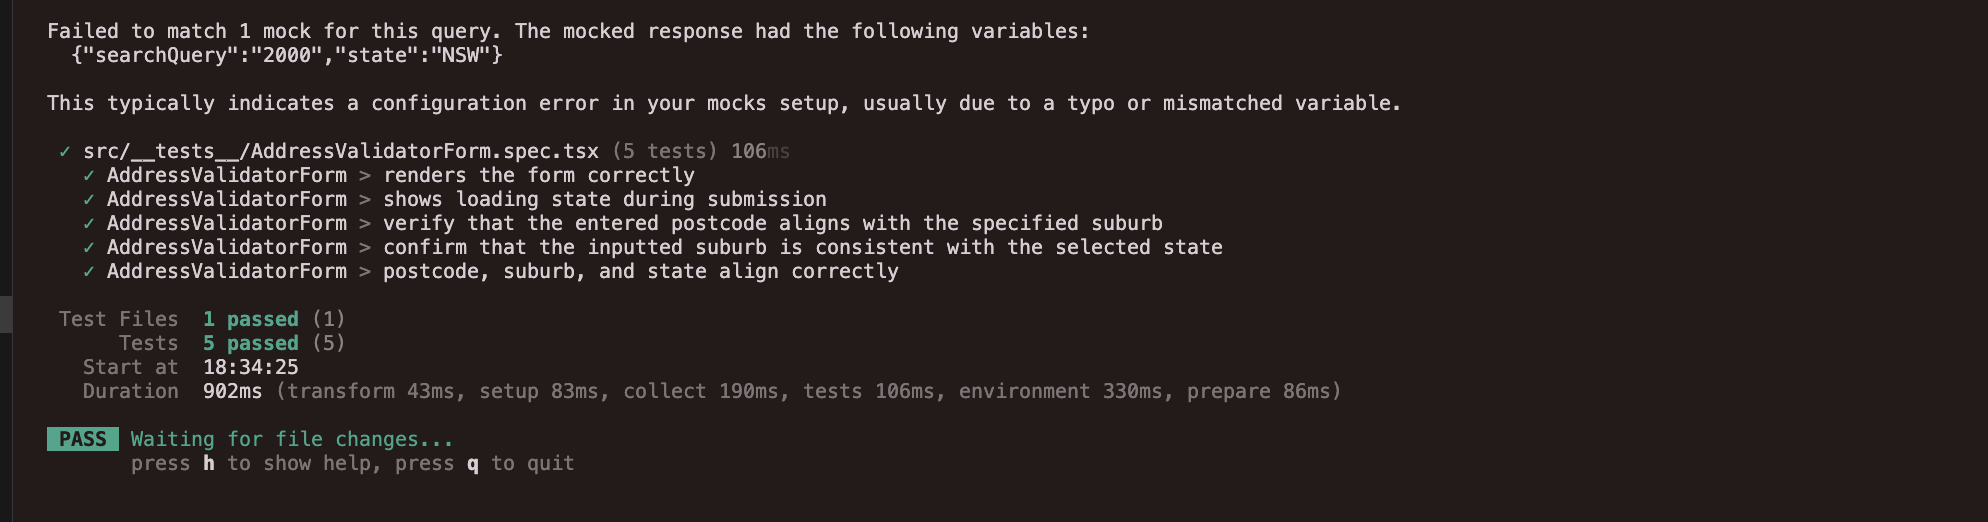 Failed to match 1 mock for this query. The mocked response had the following variables:
{"searchQuery":"2000","state":"NSW"}
This typically indicates a configuration error in your mocks setup, usually due to a typo or mismatched variable.
✓ src/__tests__/AddressValidatorForm.spec.tsx (5 tests) 106ms
✓ AddressValidatorForm > renders the form correctly
✓ AddressValidatorForm > shows loading state during submission
✓ AddressValidatorForm > verify that the entered postcode aligns with the specified suburb
✓ AddressValidatorForm > confirm that the inputted suburb is consistent with the selected state
✓ AddressValidatorForm > postcode, suburb, and state align correctly
Test Files 1 passed (1)
Tests 5 passed (5)
Start at 18:34:25
Duration 902ms (transform 43ms, setup 83ms, collect 190ms, tests 106ms, environment 330ms, prepare 86ms)
PASS Waiting for file changes...
press h to show help, press q to quit